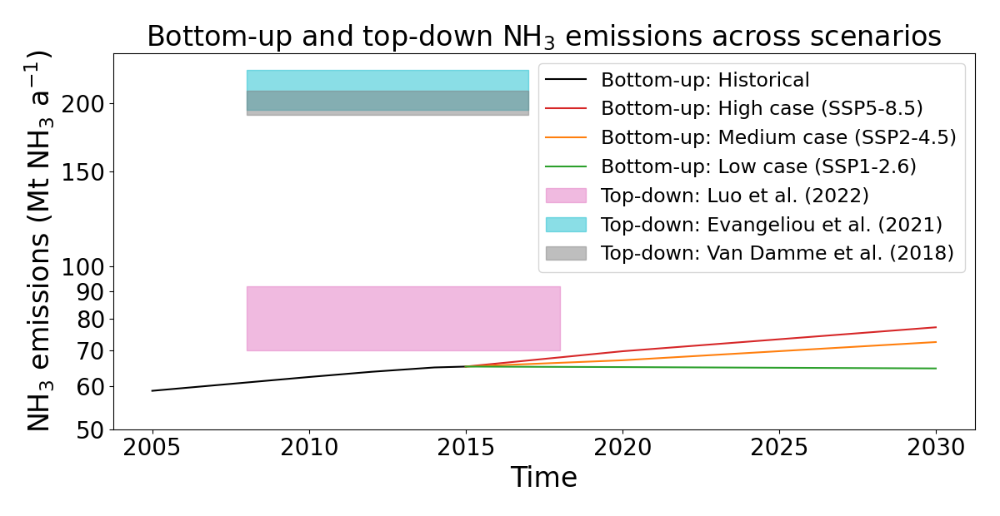 Bottom-up and top-down NH₃ emissions across scenarios
NH₃ emissions (Mt NH₃ a⁻¹)
200
150
100
90
80
70
60
50
Bottom-up: Historical
Bottom-up: High case (SSP5-8.5)
Bottom-up: Medium case (SSP2-4.5)
Bottom-up: Low case (SSP1-2.6)
Top-down: Luo et al. (2022)
Top-down: Evangeliou et al. (2021)
Top-down: Van Damme et al. (2018)
2005 2010 2015 2020 2025 2030
Time